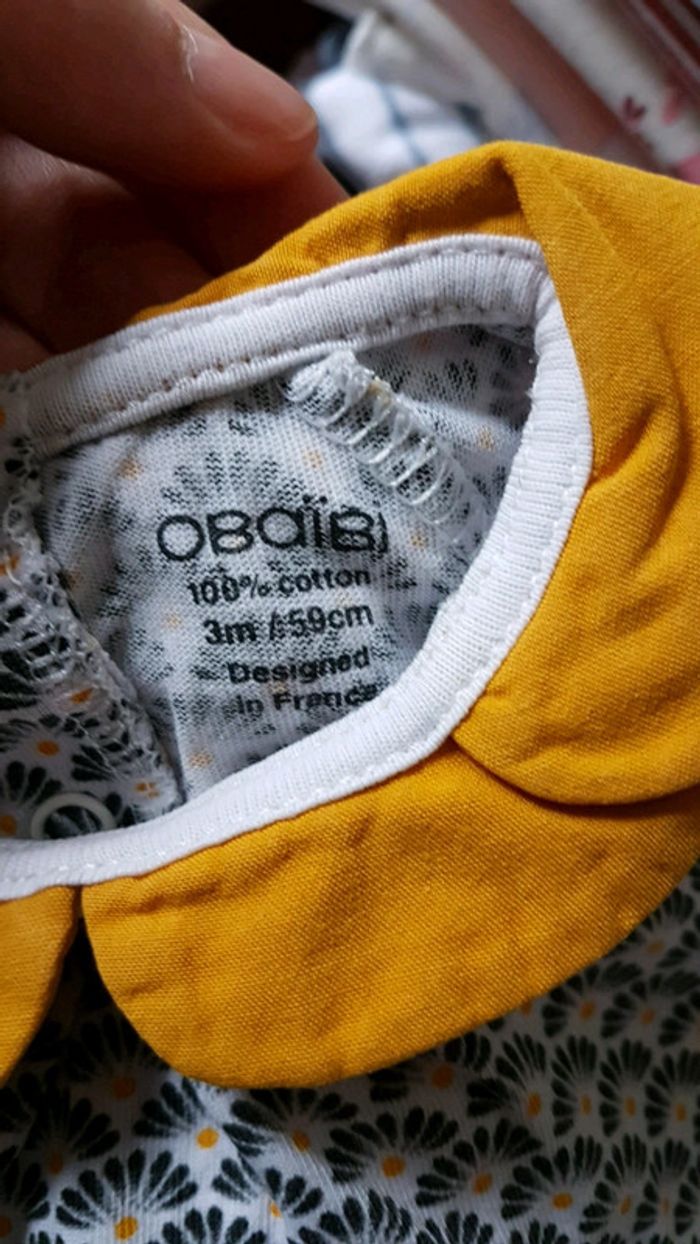 OBaïBi
100% cotton
3m / 59cm
Designed
in France